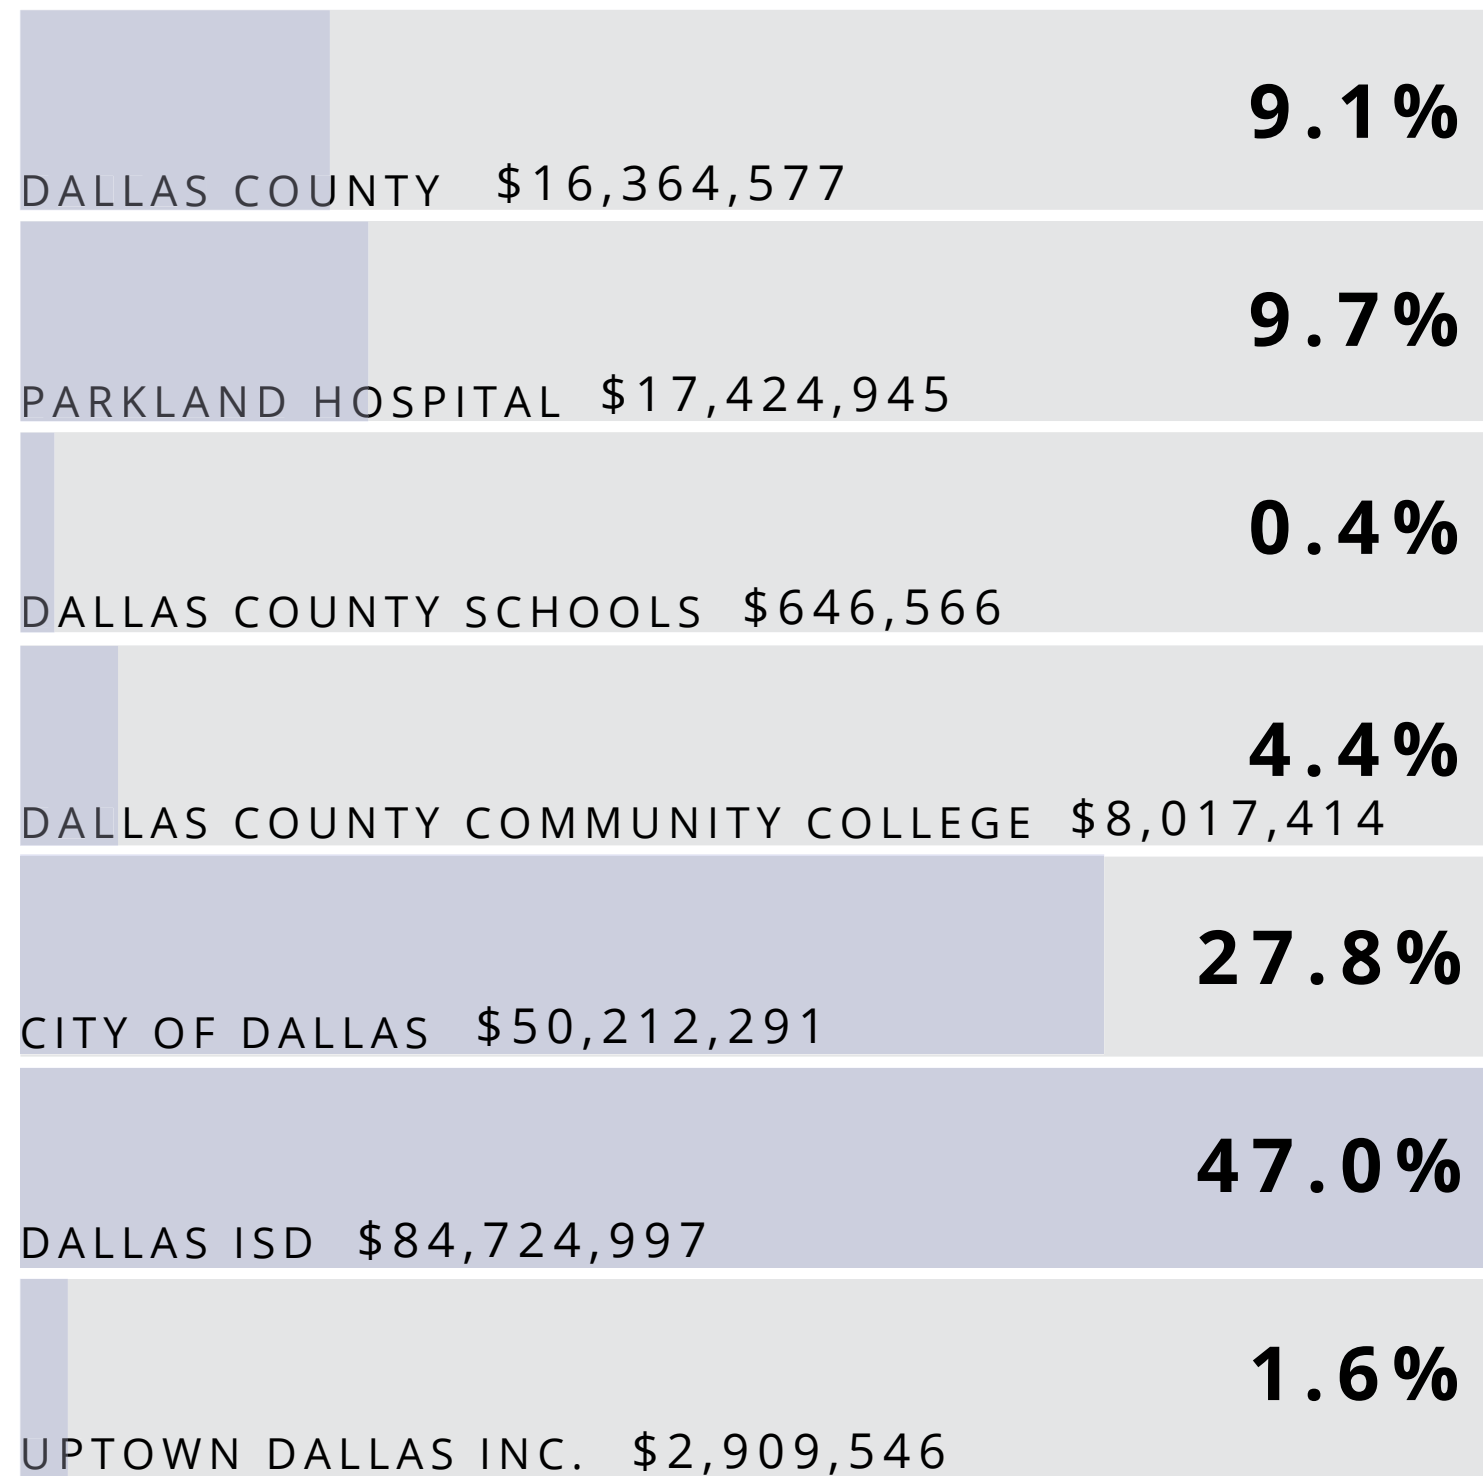 9.1%
DALLAS COUNTY $16,364,577
9.7%
PARKLAND HOSPITAL $17,424,945
0.4%
DALLAS COUNTY SCHOOLS $646,566
4.4%
DALLAS COUNTY COMMUNITY COLLEGE $8,017,414
27.8%
CITY OF DALLAS $50,212,291
47.0%
DALLAS ISD $84,724,997
1.6%
UPTOWN DALLAS INC. $2,909,546